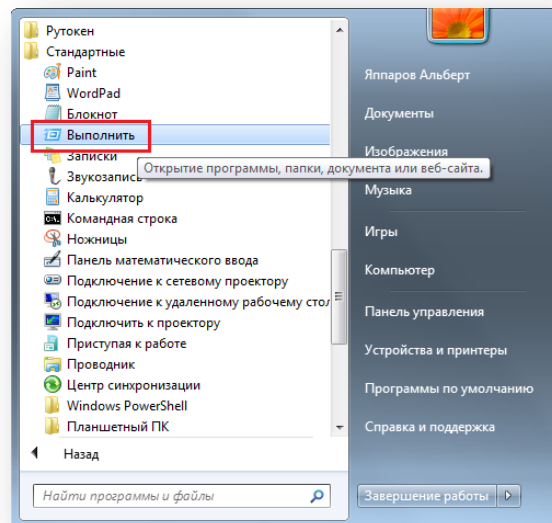 Рутокен
Стандартные
Paint
WordPad
Блокнот
Выполнить
Записки
Открытие программы, папки, документа или веб-сайта.
Звукозапись
Калькулятор
Командная строка
Ножницы
Панель математического ввода
Подключение к сетевому проектору
Подключение к удаленному рабочему стол
Подключить к проектору
Приступая к работе
Проводник
Центр синхронизации
Windows PowerShell
Планшетный ПК
Назад
Найти программы и файлы
Яппаров Альберт
Документы
Изображения
Музыка
Игры
Компьютер
Панель управления
Устройства и принтеры
Программы по умолчанию
Справка и поддержка
Завершение работы